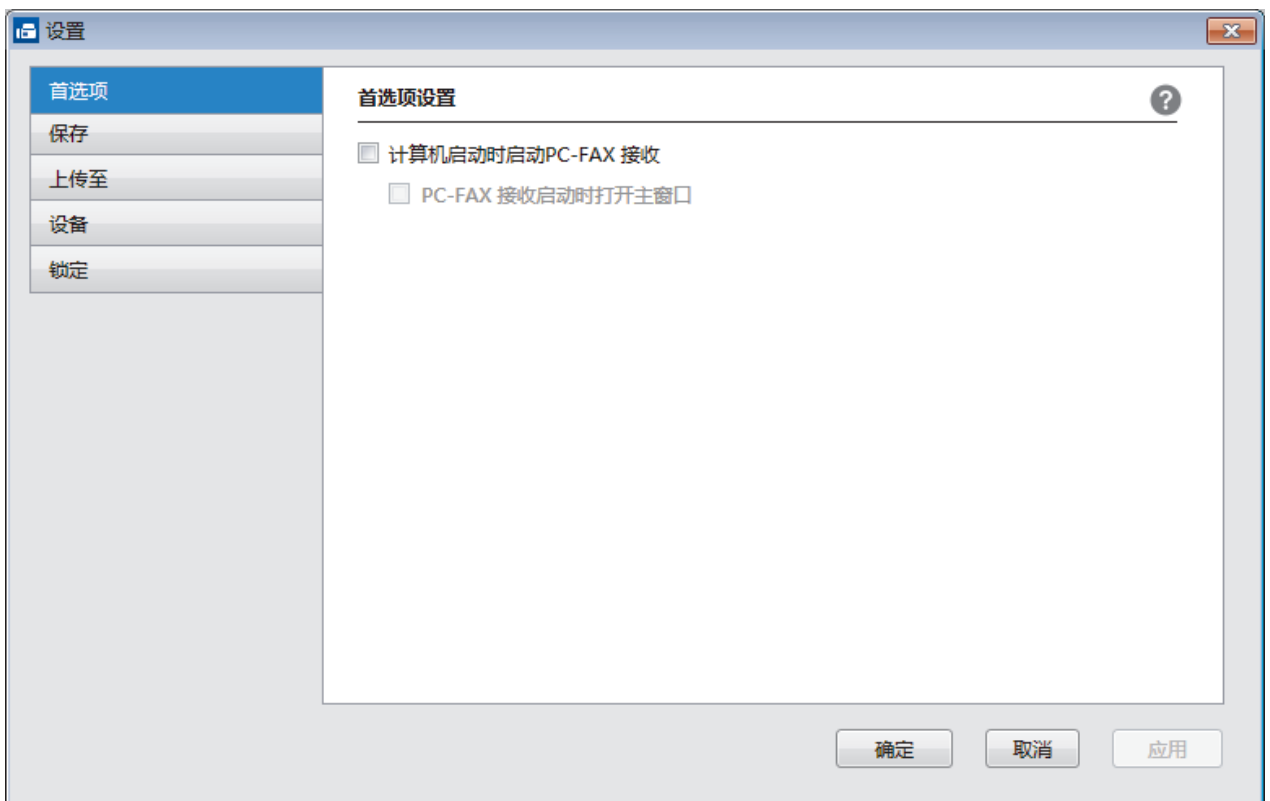 设置
首选项
保存
上传至
设备
锁定
首选项设置
?
计算机启动时启动PC-FAX 接收
PC-FAX 接收启动时打开主窗口
确定
取消
应用